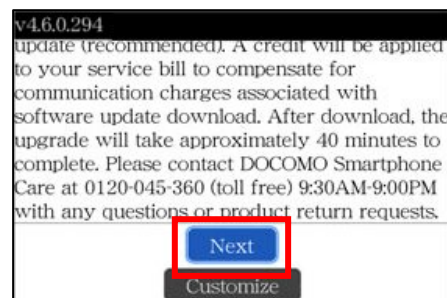 v4.6.0.294
update (recommended). A credit will be applied
to your service bill to compensate for
communication charges associated with
software update download. After download, the
upgrade will take approximately 40 minutes to
complete. Please contact DOCOMO Smartphone
Care at 0120-045-360 (toll free) 9:30AM-9:00PM
with any questions or product return requests.
Next
Customize